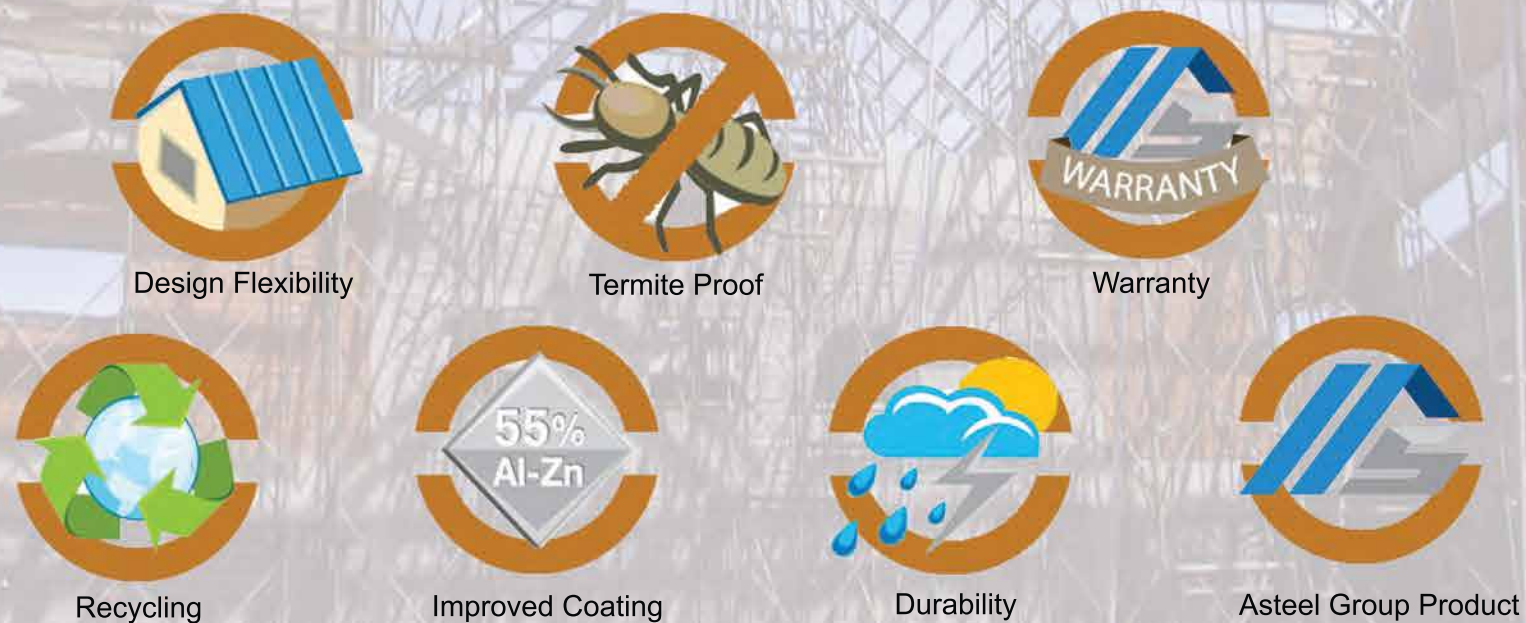 WARRANTY
Design Flexibility
Termite Proof
Warranty
55%
Al-Zn
Recycling
Improved Coating
Durability
Asteel Group Product